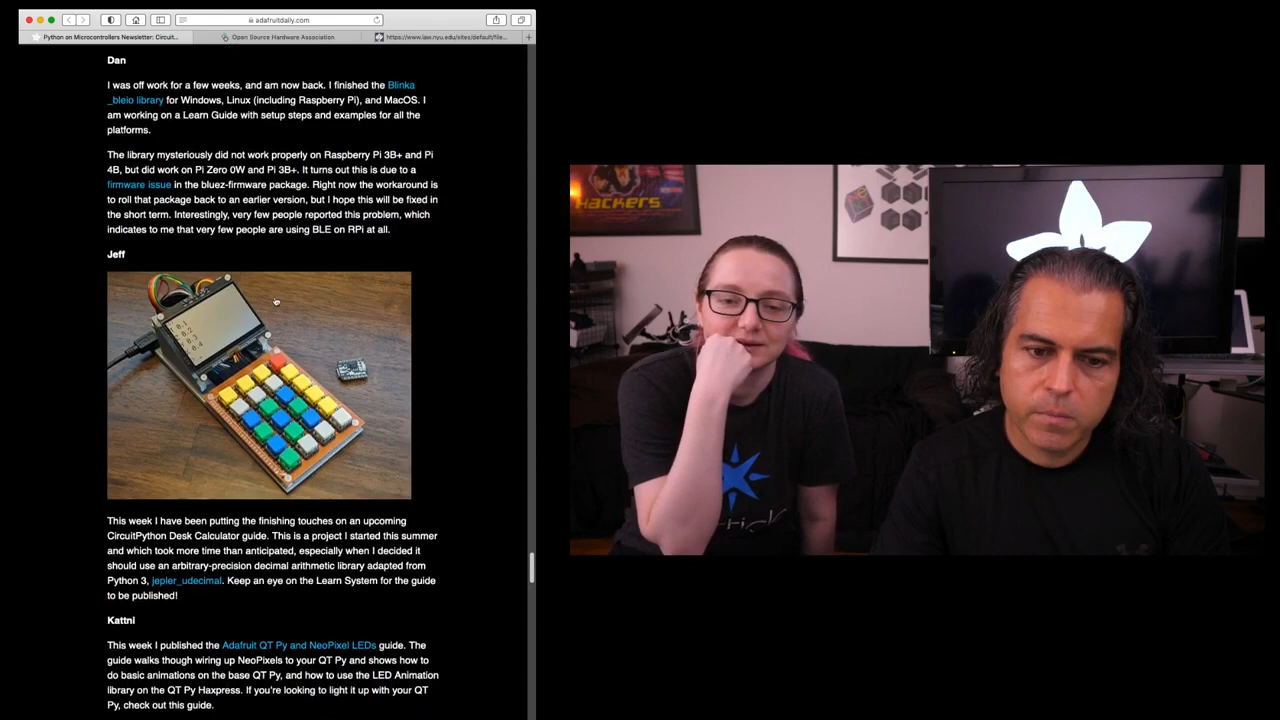 adafruitdaily.com
Python on Microcontrollers Newsletter: Circuit...
Open Source Hardware Association
https://www.law.nyu.edu/sites/default/file...
Dan
I was off work for a few weeks, and am now back. I finished the Blinka
_bleio library for Windows, Linux (including Raspberry Pi), and MacOS. I
am working on a Learn Guide with setup steps and examples for all the
platforms.
The library mysteriously did not work properly on Raspberry Pi 3B+ and Pi
4B, but did work on Pi Zero 0W and Pi 3B+. It turns out this is due to a
firmware issue in the bluez-firmware package. Right now the workaround is
to roll that package back to an earlier version, but I hope this will be fixed in
the short term. Interestingly, very few people reported this problem, which
indicates to me that very few people are using BLE on RPi at all.
Jeff
This week I have been putting the finishing touches on an upcoming
CircuitPython Desk Calculator guide. This is a project I started this summer
and which took more time than anticipated, especially when I decided it
should use an arbitrary-precision decimal arithmetic library adapted from
Python 3, jepler_udecimal. Keep an eye on the Learn System for the guide
to be published!
Kattni
This week I published the Adafruit QT Py and NeoPixel LEDs guide. The
guide walks though wiring up NeoPixels to your QT Py and shows how to
do basic animations on the base QT Py, and how to use the LED Animation
library on the QT Py Haxpress. If you're looking to light it up with your QT
Py, check out this guide.
HACKERS